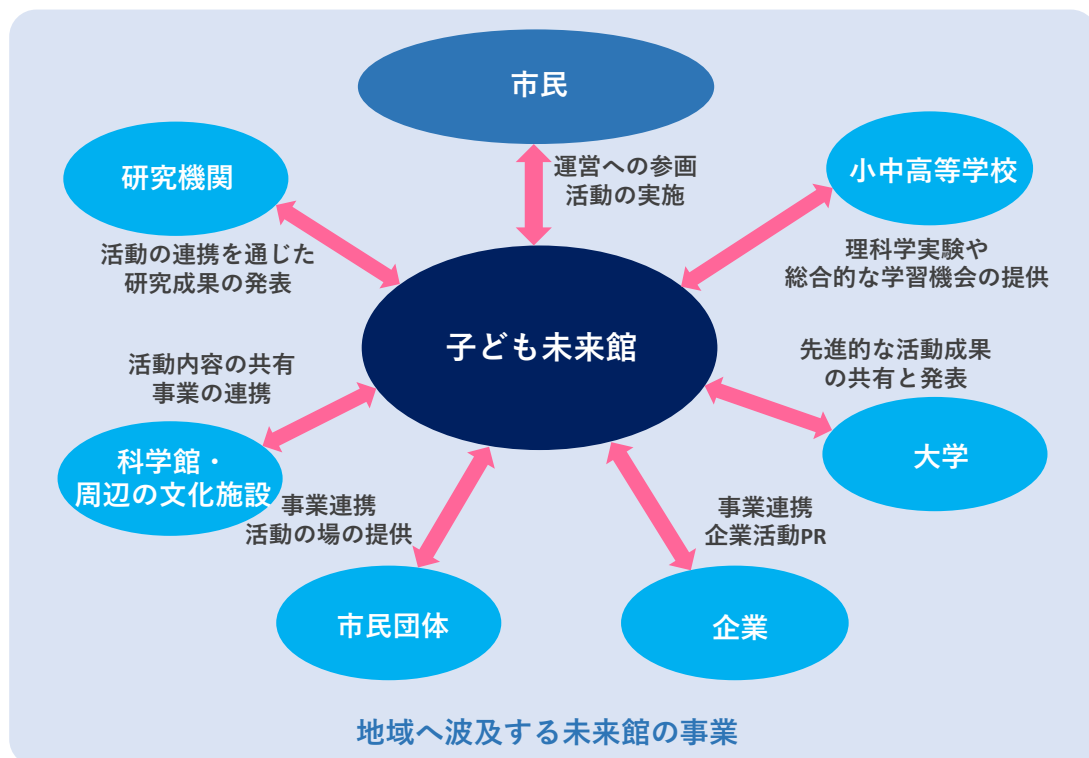 市民
運営への参画
活動の実施
研究機関
活動の連携を通じた
研究成果の発表
小中高等学校
理科学実験や
総合的な学習機会の提供
子ども未来館
活動内容の共有
事業の連携
科学館・
周辺の文化施設
先進的な活動成果
の共有と発表
大学
事業連携
活動の場の提供
市民団体
事業連携
企業活動PR
企業
地域へ波及する未来館の事業